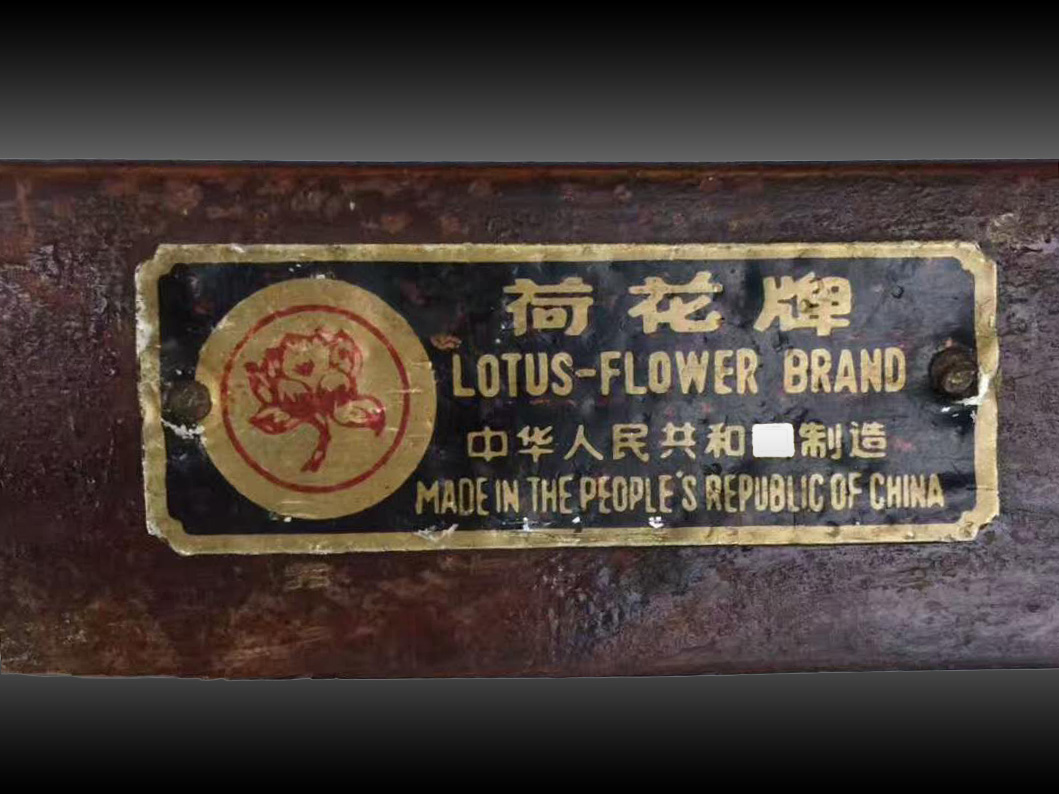 荷花牌
LOTUS-FLOWER BRAND
中华人民共和 制造
MADE IN THE PEOPLE'S REPUBLIC OF CHINA